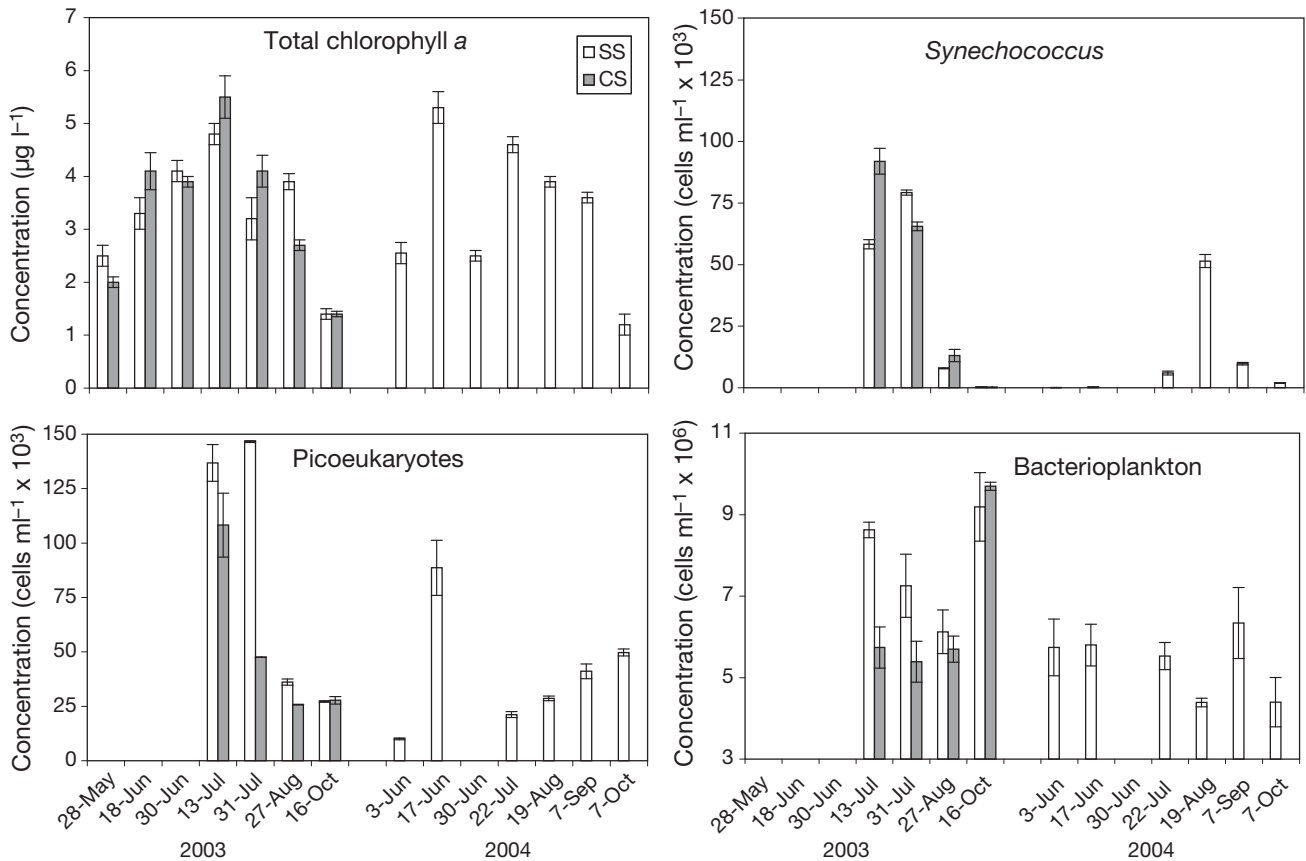 Total chlorophyll a
SS
CS
Concentration (µg l⁻¹)
7
6
5
4
3
2
1
0
Synechococcus
Concentration (cells ml⁻¹ x 10³)
150
125
100
75
50
25
0
Picoeukaryotes
Concentration (cells ml⁻¹ x 10³)
150
125
100
75
50
25
0
28-May 18-Jun 30-Jun 13-Jul 31-Jul 27-Aug 16-Oct 3-Jun 17-Jun 30-Jun 22-Jul 19-Aug 7-Sep 7-Oct
2003 2004
Bacterioplankton
Concentration (cells ml⁻¹ x 10⁶)
11
9
7
5
3
28-May 18-Jun 30-Jun 13-Jul 31-Jul 27-Aug 16-Oct 3-Jun 17-Jun 30-Jun 22-Jul 19-Aug 7-Sep 7-Oct
2003 2004